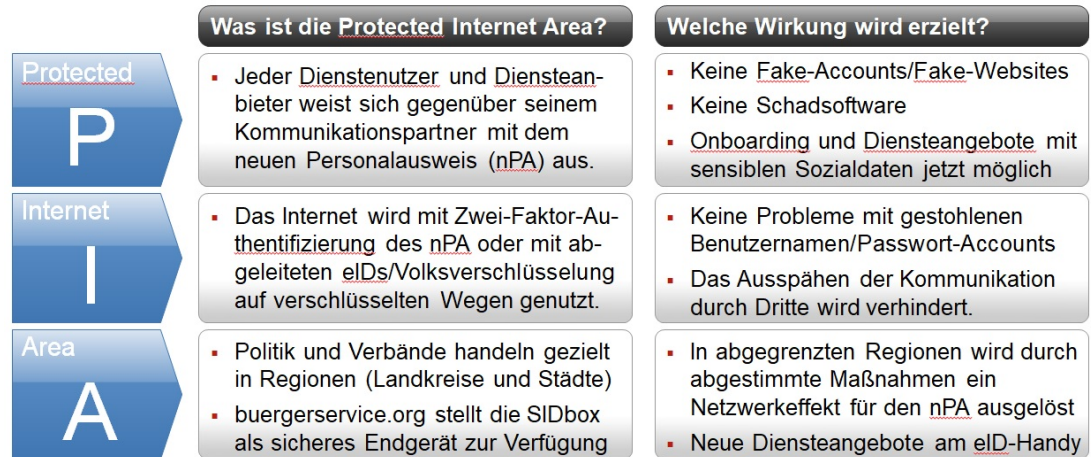 Was ist die Protected Internet Area?
Welche Wirkung wird erzielt?
Protected
P
▪ Jeder Dienstenutzer und Dienstean-
bieter weist sich gegenüber seinem
Kommunikationspartner mit dem
neuen Personalausweis (nPA) aus.
▪ Keine Fake-Accounts/Fake-Websites
▪ Keine Schadsoftware
▪ Onboarding und Diensteangebote mit
sensiblen Sozialdaten jetzt möglich
Internet
I
▪ Das Internet wird mit Zwei-Faktor-Au-
thentifizierung des nPA oder mit ab-
geleiteten eIDs/Volksverschlüsselung
auf verschlüsselten Wegen genutzt.
▪ Keine Probleme mit gestohlenen
Benutzernamen/Passwort-Accounts
▪ Das Ausspähen der Kommunikation
durch Dritte wird verhindert.
Area
A
▪ Politik und Verbände handeln gezielt
in Regionen (Landkreise und Städte)
▪ buergerservice.org stellt die SIDbox
als sicheres Endgerät zur Verfügung
▪ In abgegrenzten Regionen wird durch
abgestimmte Maßnahmen ein
Netzwerkeffekt für den nPA ausgelöst
▪ Neue Diensteangebote am eID-Handy